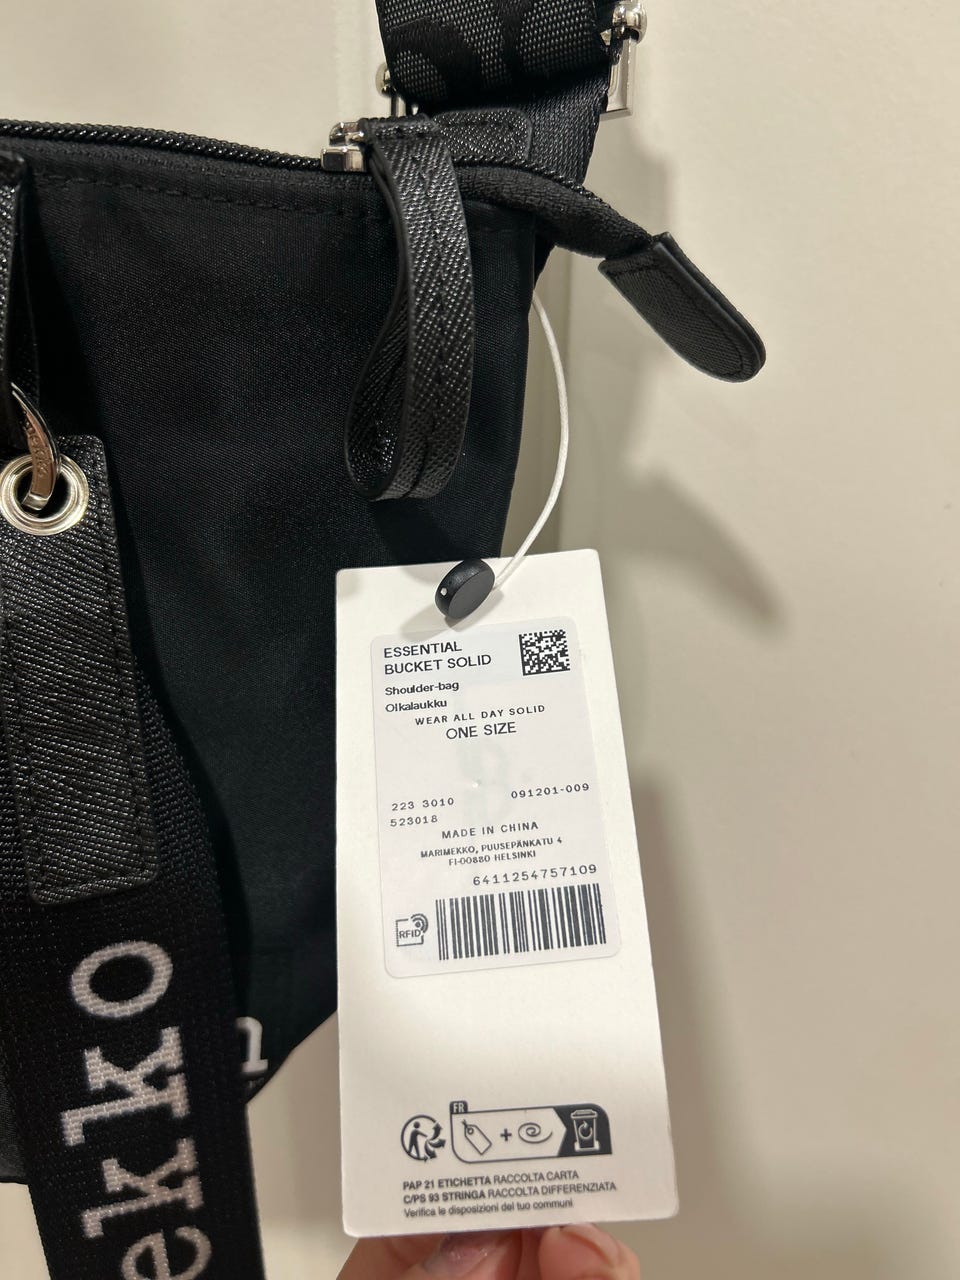 ESSENTIAL
BUCKET SOLID
Shoulder-bag
Olkalaukku
WEAR ALL DAY SOLID
ONE SIZE
223 3010 091201-009
523018
MADE IN CHINA
MARIMEKKO, PUUSEPÄNKATU 4
FI-00880 HELSINKI
6411254757109
RFID
FR
PAP 21 ETICHETTA RACCOLTA CARTA
C/PS 93 STRINGA RACCOLTA DIFFERENZIATA
Verifica le disposizioni del tuo comuni
ekko